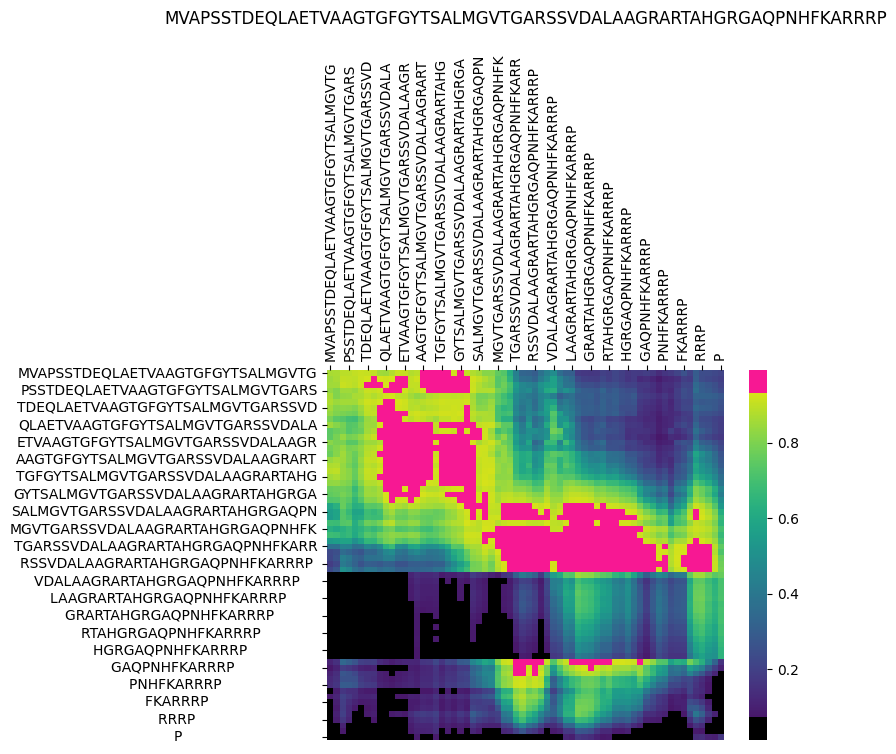 MVAPSSTDEQLAETVAAGTGFGYTSALMGVTGARSSVDALAAGRARTAHGRGAQPNHFKARRRP
MVAPSSTDEQLAETVAAGTGFGYTSALMGVTG
PSSTDEQLAETVAAGTGFGYTSALMGVTGARS
TDEQLAETVAAGTGFGYTSALMGVTGARSSVD
QLAETVAAGTGFGYTSALMGVTGARSSVDALA
ETVAAGTGFGYTSALMGVTGARSSVDALAAGR
AAGTGFGYTSALMGVTGARSSVDALAAGRART
TGFGYTSALMGVTGARSSVDALAAGRARTAHG
GYTSALMGVTGARSSVDALAAGRARTAHGRGA
SALMGVTGARSSVDALAAGRARTAHGRGAQPN
MGVTGARSSVDALAAGRARTAHGRGAQPNHFK
TGARSSVDALAAGRARTAHGRGAQPNHFKARR
RSSVDALAAGRARTAHGRGAQPNHFKARRRP
VDALAAGRARTAHGRGAQPNHFKARRRP
LAAGRARTAHGRGAQPNHFKARRRP
GRARTAHGRGAQPNHFKARRRP
RTAHGRGAQPNHFKARRRP
HGRGAQPNHFKARRRP
GAQPNHFKARRRP
PNHFKARRRP
FKARRRP
RRRP
P
MVAPSSTDEQLAETVAAGTGFGYTSALMGVTG
PSSTDEQLAETVAAGTGFGYTSALMGVTGARS
TDEQLAETVAAGTGFGYTSALMGVTGARSSVD
QLAETVAAGTGFGYTSALMGVTGARSSVDALA
ETVAAGTGFGYTSALMGVTGARSSVDALAAGR
AAGTGFGYTSALMGVTGARSSVDALAAGRART
TGFGYTSALMGVTGARSSVDALAAGRARTAHG
GYTSALMGVTGARSSVDALAAGRARTAHGRGA
SALMGVTGARSSVDALAAGRARTAHGRGAQPN
MGVTGARSSVDALAAGRARTAHGRGAQPNHFK
TGARSSVDALAAGRARTAHGRGAQPNHFKARR
RSSVDALAAGRARTAHGRGAQPNHFKARRRP
VDALAAGRARTAHGRGAQPNHFKARRRP
LAAGRARTAHGRGAQPNHFKARRRP
GRARTAHGRGAQPNHFKARRRP
RTAHGRGAQPNHFKARRRP
HGRGAQPNHFKARRRP
GAQPNHFKARRRP
PNHFKARRRP
FKARRRP
RRRP
P
0.8
0.6
0.4
0.2